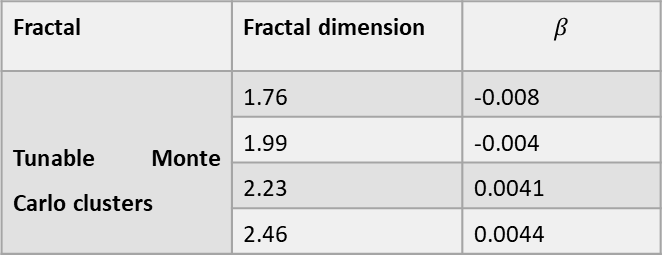 Fractal Fractal dimension β
1.76 -0.008
1.99 -0.004
Tunable Monte
2.23 0.0041
Carlo clusters
2.46 0.0044